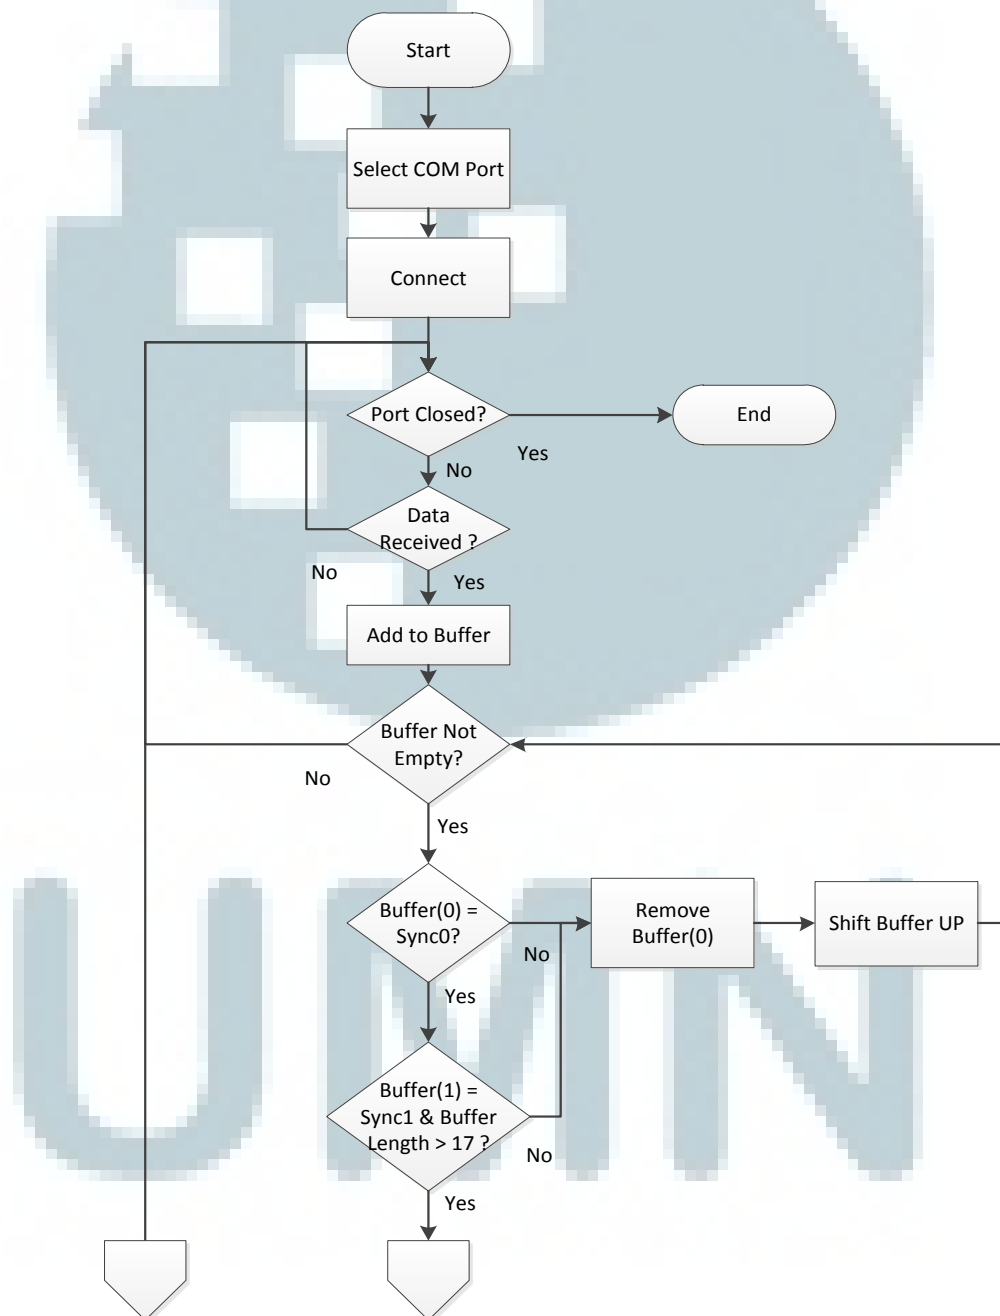 Start
Select COM Port
Connect
Port Closed?
End
Yes
No
Data
Received ?
No
Yes
Add to Buffer
Buffer Not
Empty?
No
Yes
Buffer(0) =
Sync0?
Remove
Buffer(0)
Shift Buffer UP
No
Yes
Buffer(1) =
Sync1 & Buffer
Length > 17 ?
No
Yes
UMN